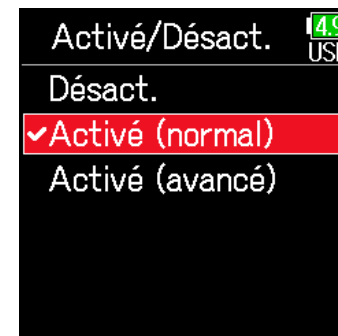 Activé/Désact.
Désact.
Activé (normal)
Activé (avancé)